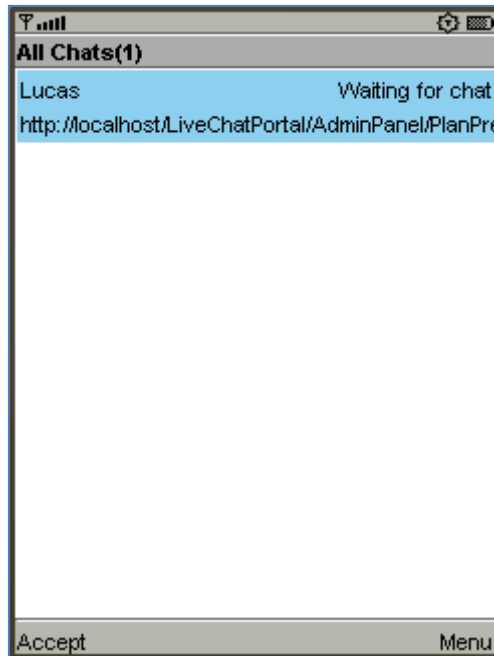 All Chats(1)
Lucas Waiting for chat
http://localhost/LiveChatPortal/AdminPanel/PlanPre
Accept Menu